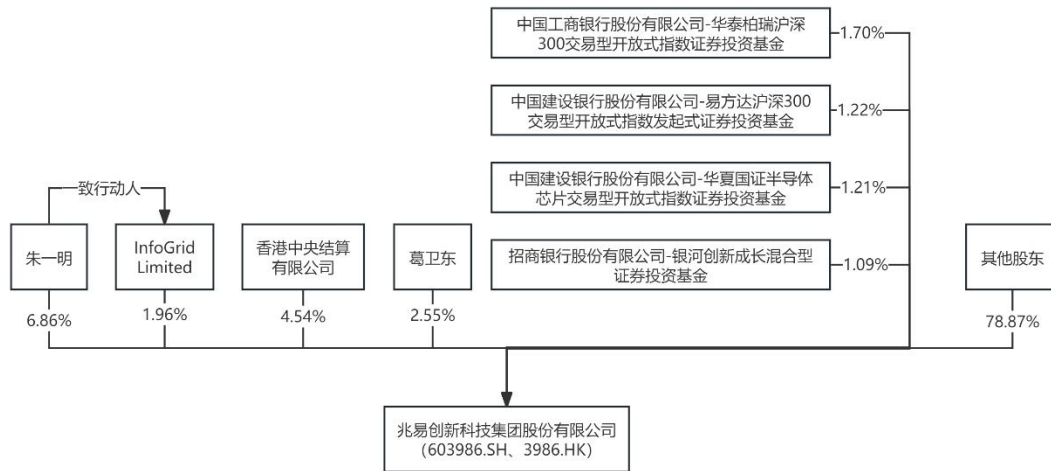 中国工商银行股份有限公司-华泰柏瑞沪深
300交易型开放式指数证券投资基金
1.70%
中国建设银行股份有限公司-易方达沪深300
交易型开放式指数发起式证券投资基金
1.22%
中国建设银行股份有限公司-华夏国证半导体
芯片交易型开放式指数证券投资基金
1.21%
招商银行股份有限公司-银河创新成长混合型
证券投资基金
1.09%
一致行动人
朱一明
InfoGrid
Limited
香港中央结算
有限公司
葛卫东
其他股东
6.86%
1.96%
4.54%
2.55%
78.87%
兆易创新科技集团股份有限公司
（603986.SH、3986.HK）